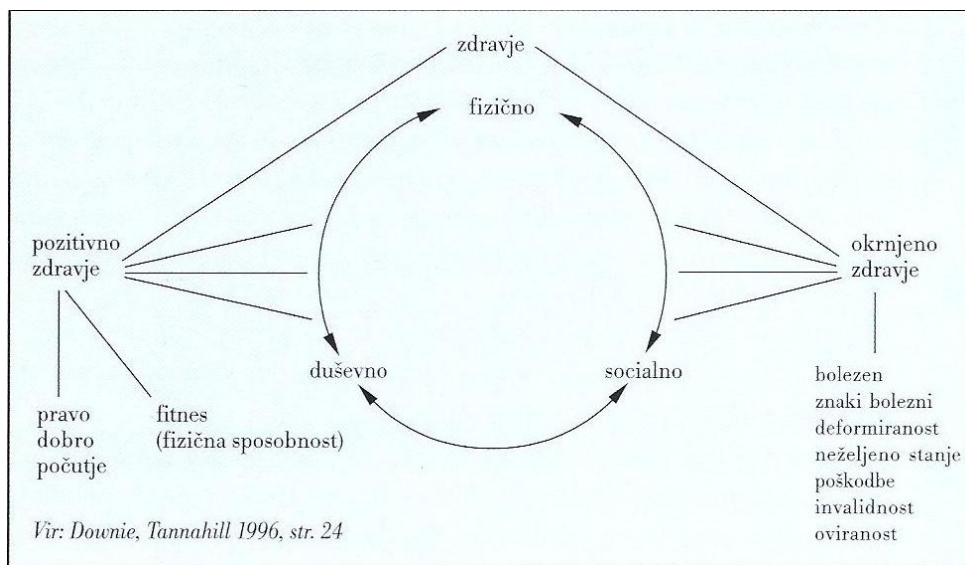 zdravje
fizično
pozitivno
zdravje
okrnjeno
zdravje
duševno
socialno
pravo
dobro
počutje
fitnes
(fizična sposobnost)
bolezen
znaki bolezni
deformiranost
neželjeno stanje
poškodbe
invalidnost
oviranost
Vir: Downie, Tannahill 1996, str. 24